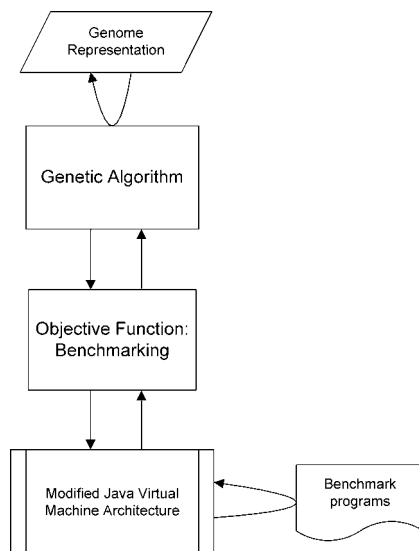 Genome
Representation
Genetic Algorithm
Objective Function:
Benchmarking
Modified Java Virtual
Machine Architecture
Benchmark
programs